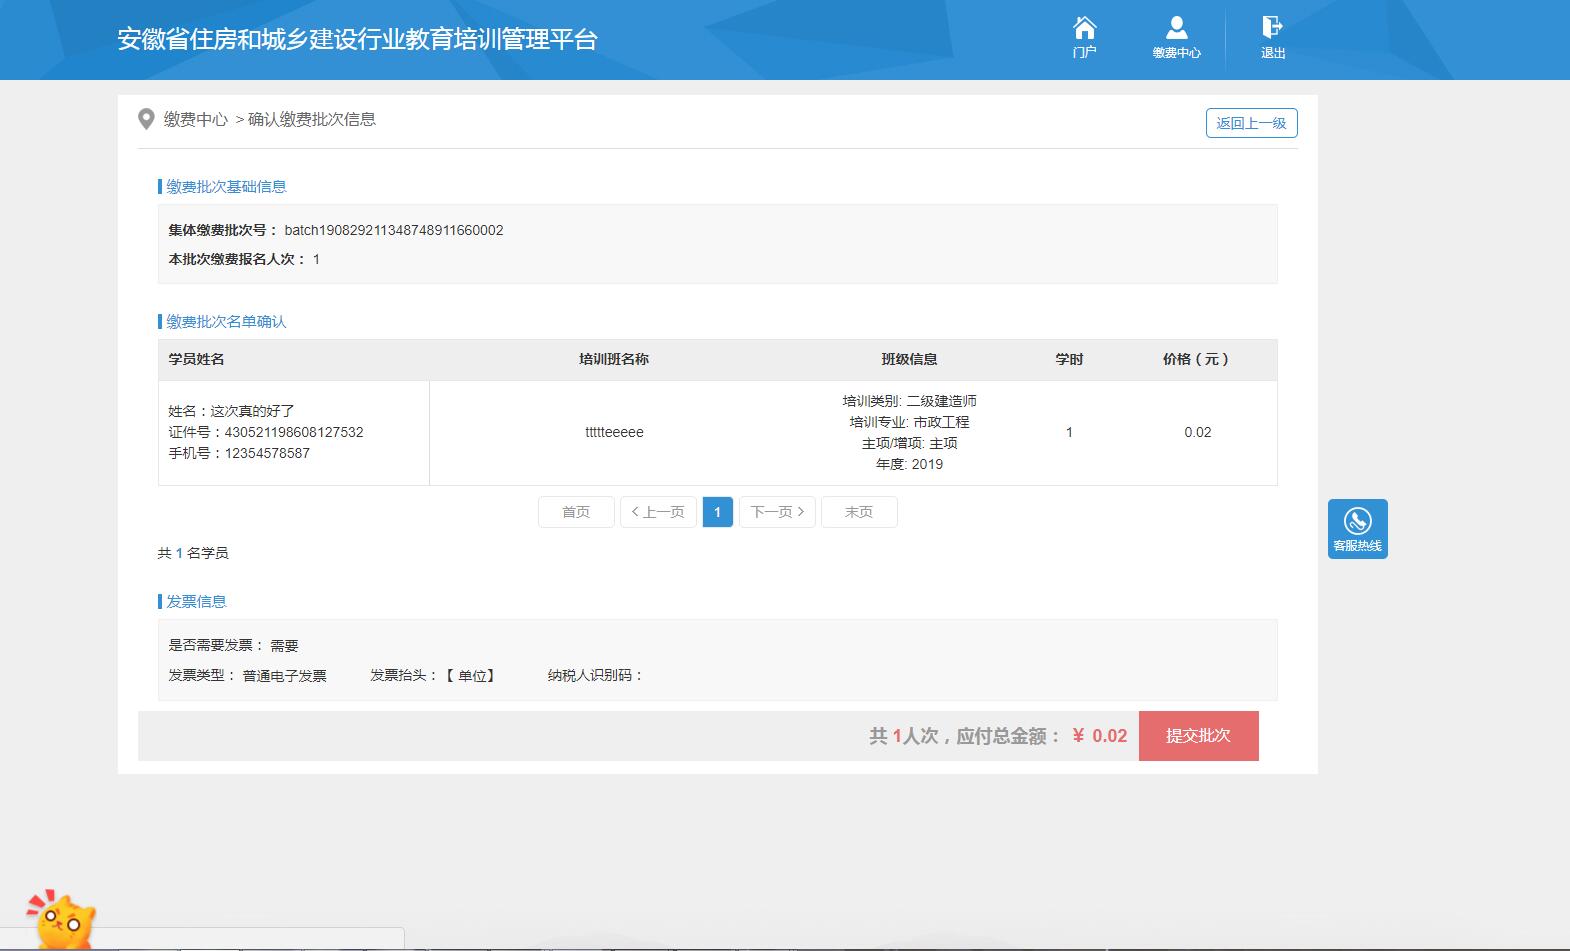 安徽省住房和城乡建设行业教育培训管理平台
门户
缴费中心
退出
缴费中心 > 确认缴费批次信息
返回上一级
缴费批次基础信息
集体缴费批次号： batch190829211348748911660002
本批次缴费报名人次： 1
缴费批次名单确认
学员姓名 培训班名称 班级信息 学时 价格（元）
姓名：这次真的好了
证件号：430521198608127532
手机号：12354578587
ttttteeeee
培训类别: 二级建造师
培训专业: 市政工程
主项/增项: 主项
年度: 2019
1
0.02
首页 上一页 1 下一页 末页
共 1 名学员
客服热线
发票信息
是否需要发票： 需要
发票类型： 普通电子发票 发票抬头：【 单位】 纳税人识别码：
共 1人次，应付总金额： ¥ 0.02 提交批次